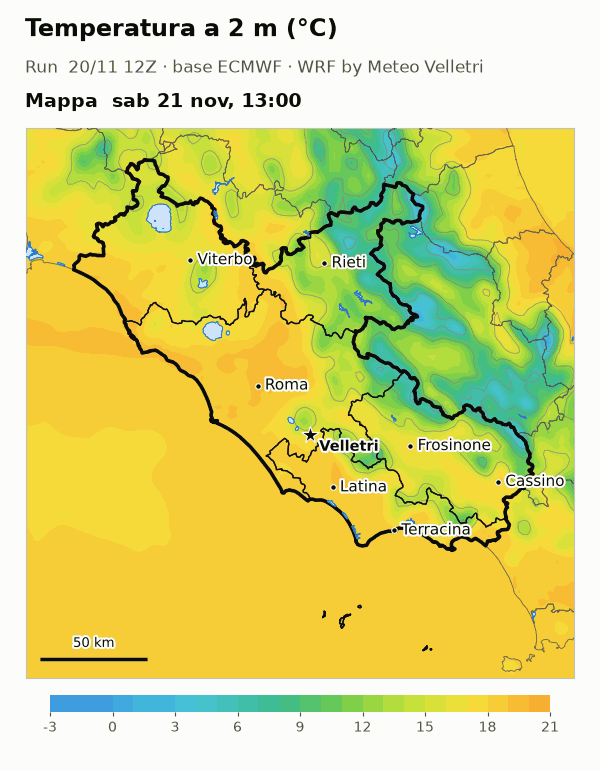 Temperatura a 2 m (°C)
Run  20/11 12Z · base ECMWF · WRF by Meteo Velletri
Mappa  sab 21 nov, 13:00
Viterbo
Rieti
Roma
Velletri
Frosinone
Cassino
Latina
Terracina
50 km
-3 0 3 6 9 12 15 18 21